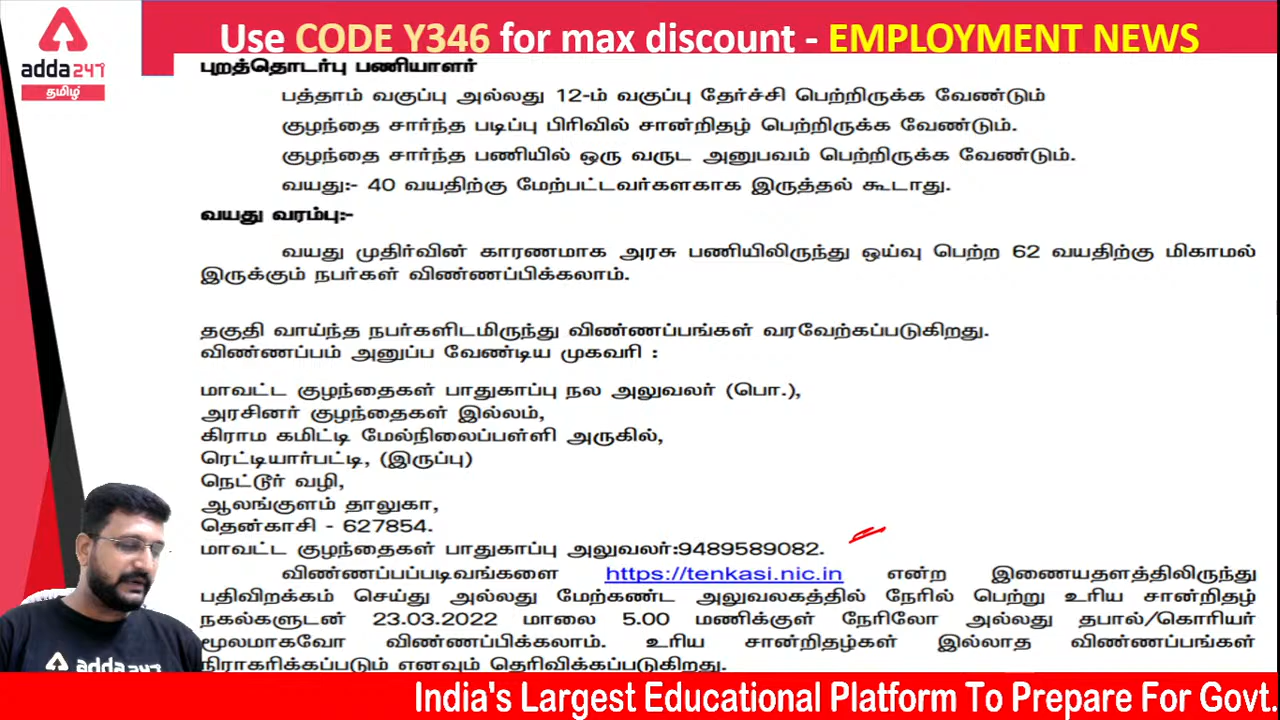 Use CODE Y346 for max discount - EMPLOYMENT NEWS
adda247
தமிழ்
புறத்தொடர்பு பணியாளர்
பத்தாம் வகுப்பு அல்லது 12-ம் வகுப்பு தேர்ச்சி பெற்றிருக்க வேண்டும்
குழந்தை சார்ந்த படிப்பு பிரிவில் சான்றிதழ் பெற்றிருக்க வேண்டும்.
குழந்தை சார்ந்த பணியில் ஒரு வருட அனுபவம் பெற்றிருக்க வேண்டும்.
வயது:- 40 வயதிற்கு மேற்பட்டவர்களகாக இருத்தல் கூடாது.
வயது வரம்பு:-
வயது முதிர்வின் காரணமாக அரசு பணியிலிருந்து ஒய்வு பெற்ற 62 வயதிற்கு மிகாமல்
இருக்கும் நபர்கள் விண்ணப்பிக்கலாம்.
தகுதி வாய்ந்த நபர்களிடமிருந்து விண்ணப்பங்கள் வரவேற்கப்படுகிறது.
விண்ணப்பம் அனுப்ப வேண்டிய முகவரி :
மாவட்ட குழந்தைகள் பாதுகாப்பு நல அலுவலர் (பொ.),
அரசினர் குழந்தைகள் இல்லம்,
கிராம கமிட்டி மேல்நிலைப்பள்ளி அருகில்,
ரெட்டியார்பட்டி, (இருப்பு)
நெட்டூர் வழி,
ஆலங்குளம் தாலுகா,
தென்காசி - 627854.
மாவட்ட குழந்தைகள் பாதுகாப்பு அலுவலர்:9489589082.
விண்ணப்பப்படிவங்களை https://tenkasi.nic.in என்ற இணையதளத்திலிருந்து
பதிவிறக்கம் செய்து அல்லது மேற்கண்ட அலுவலகத்தில் நேரில் பெற்று உரிய சான்றிதழ்
நகல்களுடன் 23.03.2022 மாலை 5.00 மணிக்குள் நேரிலோ அல்லது தபால்/கொரியர்
மூலமாகவோ விண்ணப்பிக்கலாம். உரிய சான்றிதழ்கள் இல்லாத விண்ணப்பங்கள்
நிராகரிக்கப்படும் எனவும் தெரிவிக்கப்படுகிறது.
adda247
India's Largest Educational Platform To Prepare For Govt.